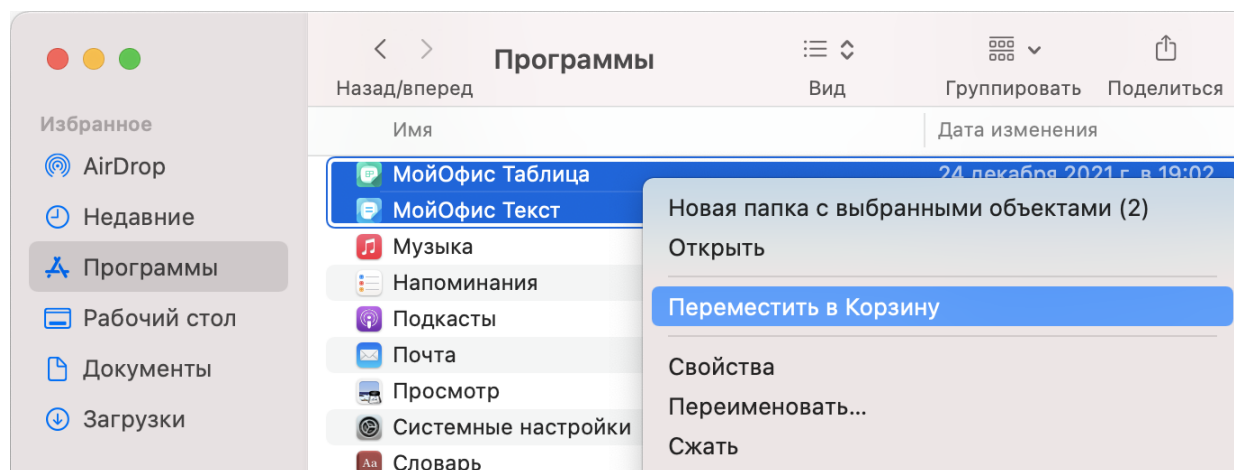 Программы
Назад/вперед
Вид
Группировать
Поделиться
Избранное
AirDrop
Недавние
Программы
Рабочий стол
Документы
Загрузки
Имя
Дата изменения
МойОфис Таблица
24 декабря 2021 г. в 19:02
МойОфис Текст
Музыка
Напоминания
Подкасты
Почта
Просмотр
Системные настройки
Aa
Словарь
Новая папка с выбранными объектами (2)
Открыть
Переместить в Корзину
Свойства
Переименовать...
Сжать